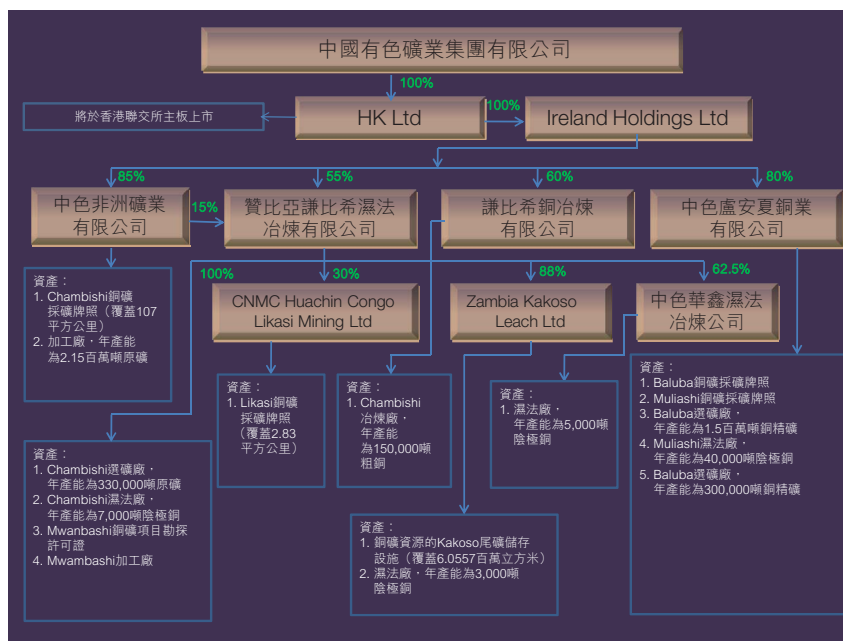 中國有色礦業集團有限公司
100%
將於香港聯交所主板上市
HK Ltd
100%
Ireland Holdings Ltd
85%
55%
60%
80%
中色非洲礦業
有限公司
15%
贊比亞謙比希濕法
冶煉有限公司
謙比希銅冶煉
有限公司
中色盧安夏銅業
有限公司
100%
30%
88%
62.5%
資產：
1. Chambishi銅礦
採礦牌照（覆蓋107
平方公里）
2. 加工廠，年產能
為2.15百萬噸原礦
CNMC Huachin Congo
Likasi Mining Ltd
Zambia Kakoso
Leach Ltd
中色華鑫濕法
冶煉公司
資產：
1. Likasi銅礦
採礦牌照
（覆蓋2.83
平方公里）
資產：
1. Chambishi
冶煉廠，
年產能
為150,000噸
粗銅
資產：
1. 濕法廠，
年產能為5,000噸
陰極銅
資產：
1. Baluba銅礦採礦牌照
2. Muliashi銅礦採礦牌照
3. Baluba選礦廠，
年產能為1.5百萬噸銅精礦
4. Muliashi濕法廠，
年產能為40,000噸陰極銅
5. Baluba選礦廠，
年產能為300,000噸銅精礦
資產：
1. Chambishi選礦廠，
年產能為330,000噸原礦
2. Chambishi濕法廠，
年產能為7,000噸陰極銅
3. Mwanbashi銅礦項目勘探
許可證
4. Mwambashi加工廠
資產：
1. 銅礦資源的Kakoso尾礦儲存
設施（覆蓋6.0557百萬立方米）
2. 濕法廠，年產能為3,000噸
陰極銅